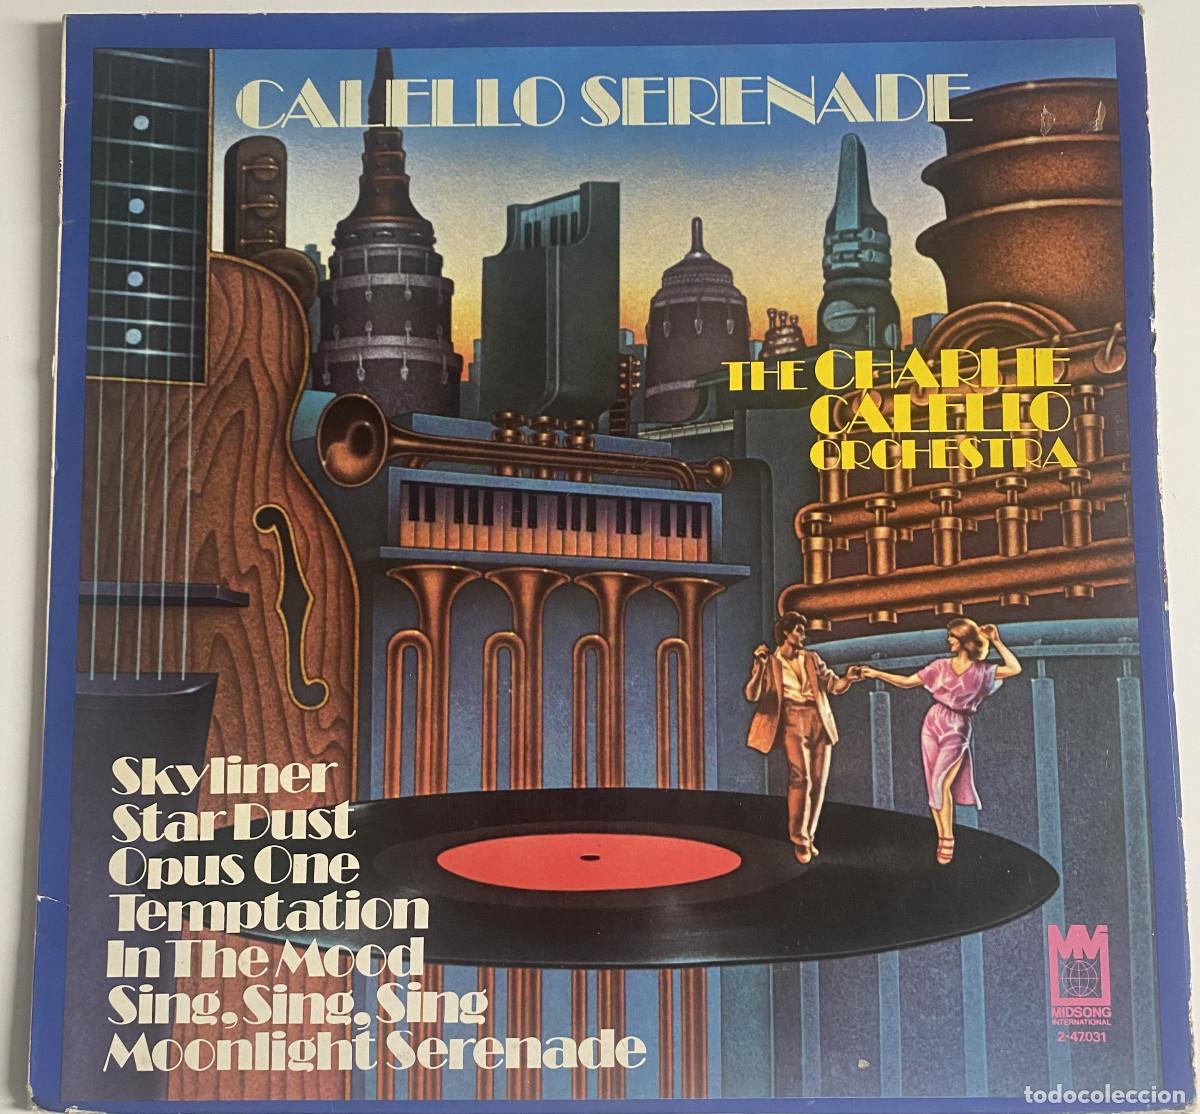 CALELLO SERENADE
THE CHARLIE
CALELLO
ORCHESTRA
Skyliner
Star Dust
Opus One
Temptation
In The Mood
Sing, Sing, Sing
Moonlight Serenade
MIDSONG
INTERNATIONAL
2-47.031
todocoleccion